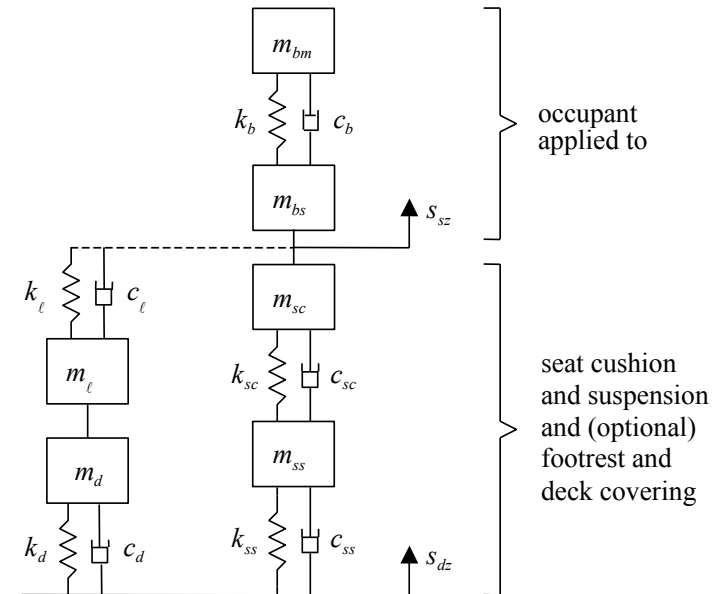 m_bm
k_b
c_b
occupant
applied to
m_bs
s_sz
k_ℓ
c_ℓ
m_sc
m_ℓ
k_sc
c_sc
seat cushion
and suspension
and (optional)
footrest and
deck covering
m_d
m_ss
k_d
c_d
k_ss
c_ss
s_dz